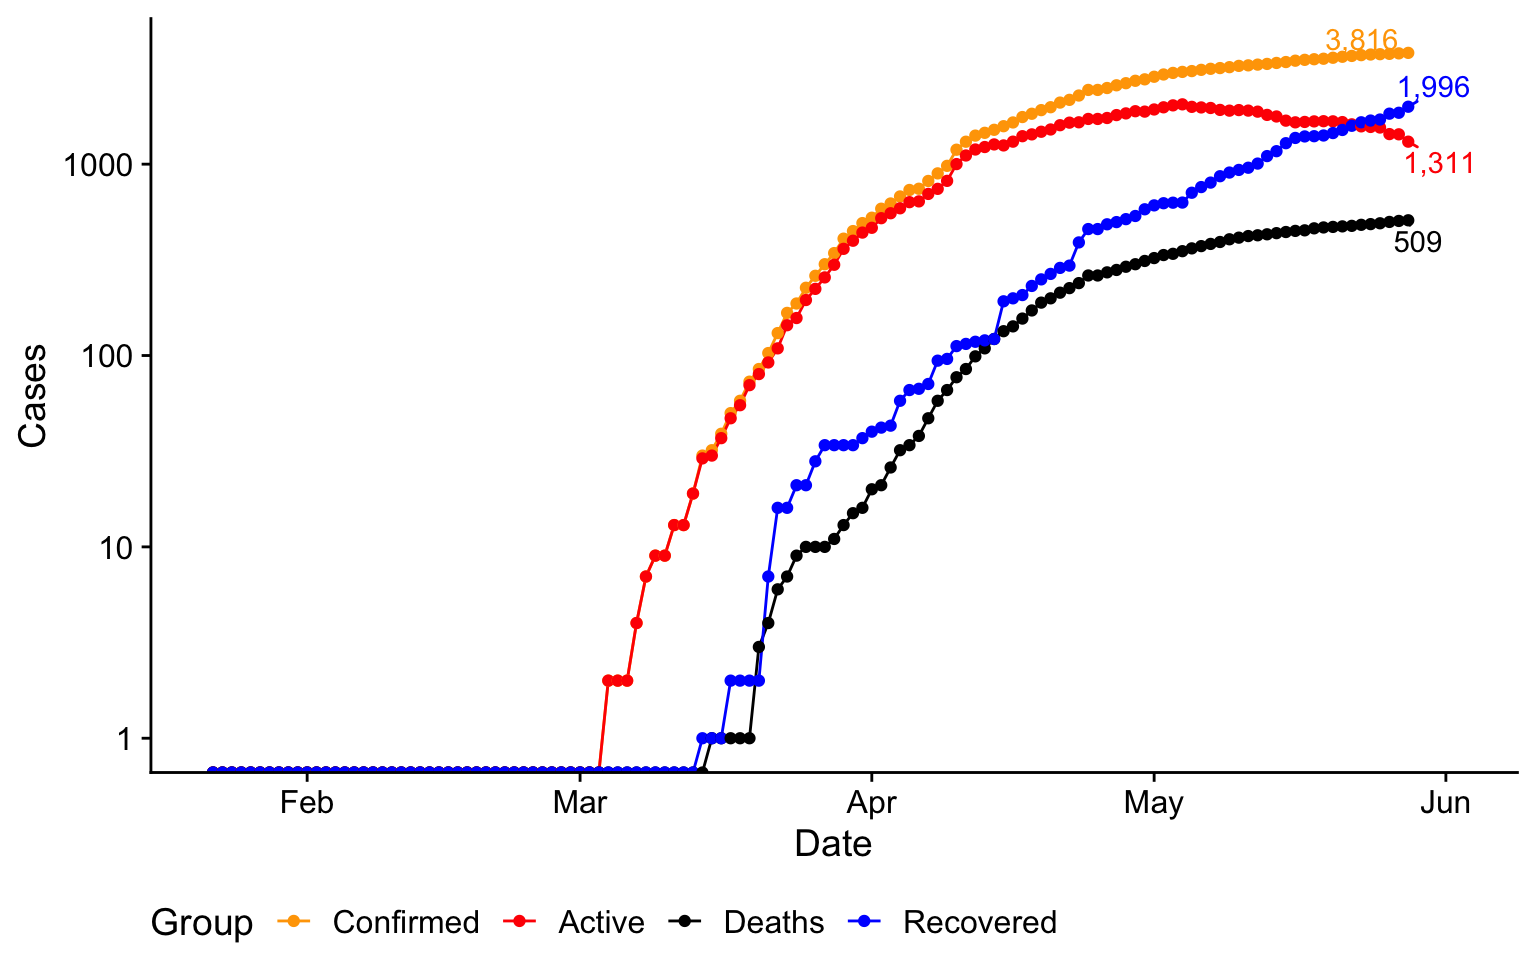 3,816
1,996
1,311
509
1000
100
10
1
Cases
Feb Mar Apr May Jun
Date
Group Confirmed Active Deaths Recovered